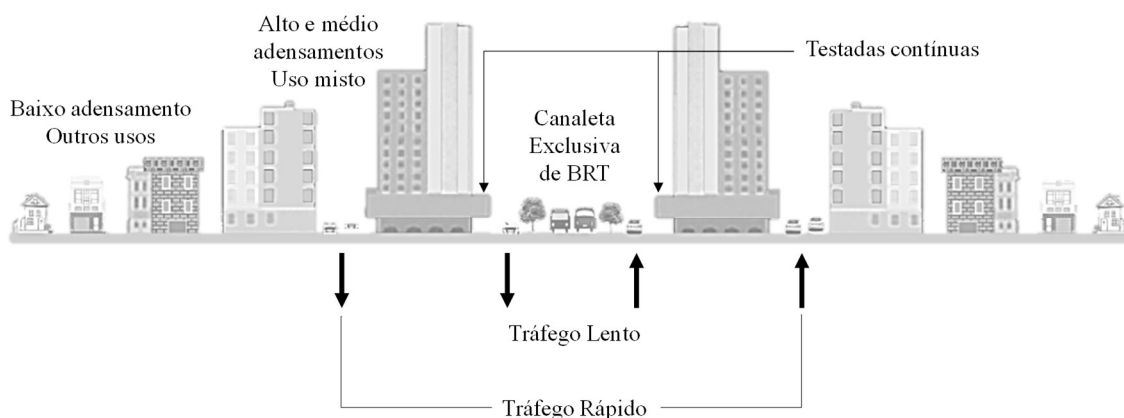 Alto e médio
adensamentos
Uso misto
Testadas contínuas
Baixo adensamento
Outros usos
Canaleta
Exclusiva
de BRT
Tráfego Lento
Tráfego Rápido